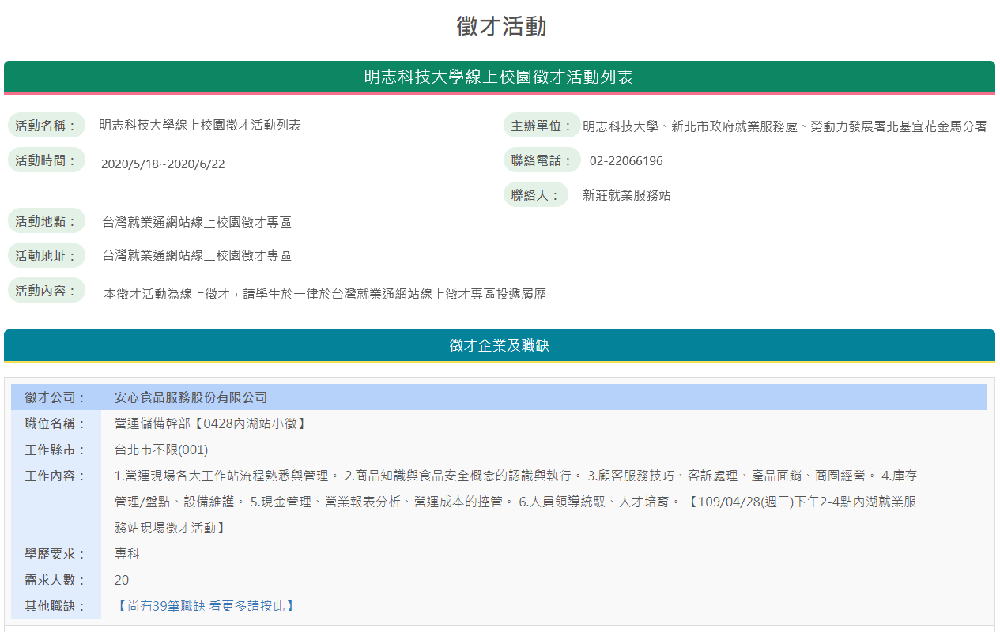 徵才活動
明志科技大學線上校園徵才活動列表
活動名稱： 明志科技大學線上校園徵才活動列表
主辦單位： 明志科技大學、新北市政府就業服務處、勞動力發展署北基宜花金馬分署
活動時間： 2020/5/18~2020/6/22
聯絡電話： 02-22066196
聯絡人： 新莊就業服務站
活動地點： 台灣就業通網站線上校園徵才專區
活動地址： 台灣就業通網站線上校園徵才專區
活動內容： 本徵才活動為線上徵才，請學生於一律於台灣就業通網站線上徵才專區投遞履歷
徵才企業及職缺
徵才公司： 安心食品服務股份有限公司
職位名稱： 營運儲備幹部【0428內湖站小徵】
工作縣市： 台北市不限(001)
工作內容： 1.營運現場各大工作站流程熟悉與管理。 2.商品知識與食品安全概念的認識與執行。 3.顧客服務技巧、客訴處理、產品面銷、商圈經營。 4.庫存
管理/盤點、設備維護。 5.現金管理、營業報表分析、營運成本的控管。 6.人員領導統馭、人才培育。 【109/04/28(週二)下午2-4點內湖就業服
務站現場徵才活動】
學歷要求： 專科
需求人數： 20
其他職缺： 【尚有39筆職缺 看更多請按此】